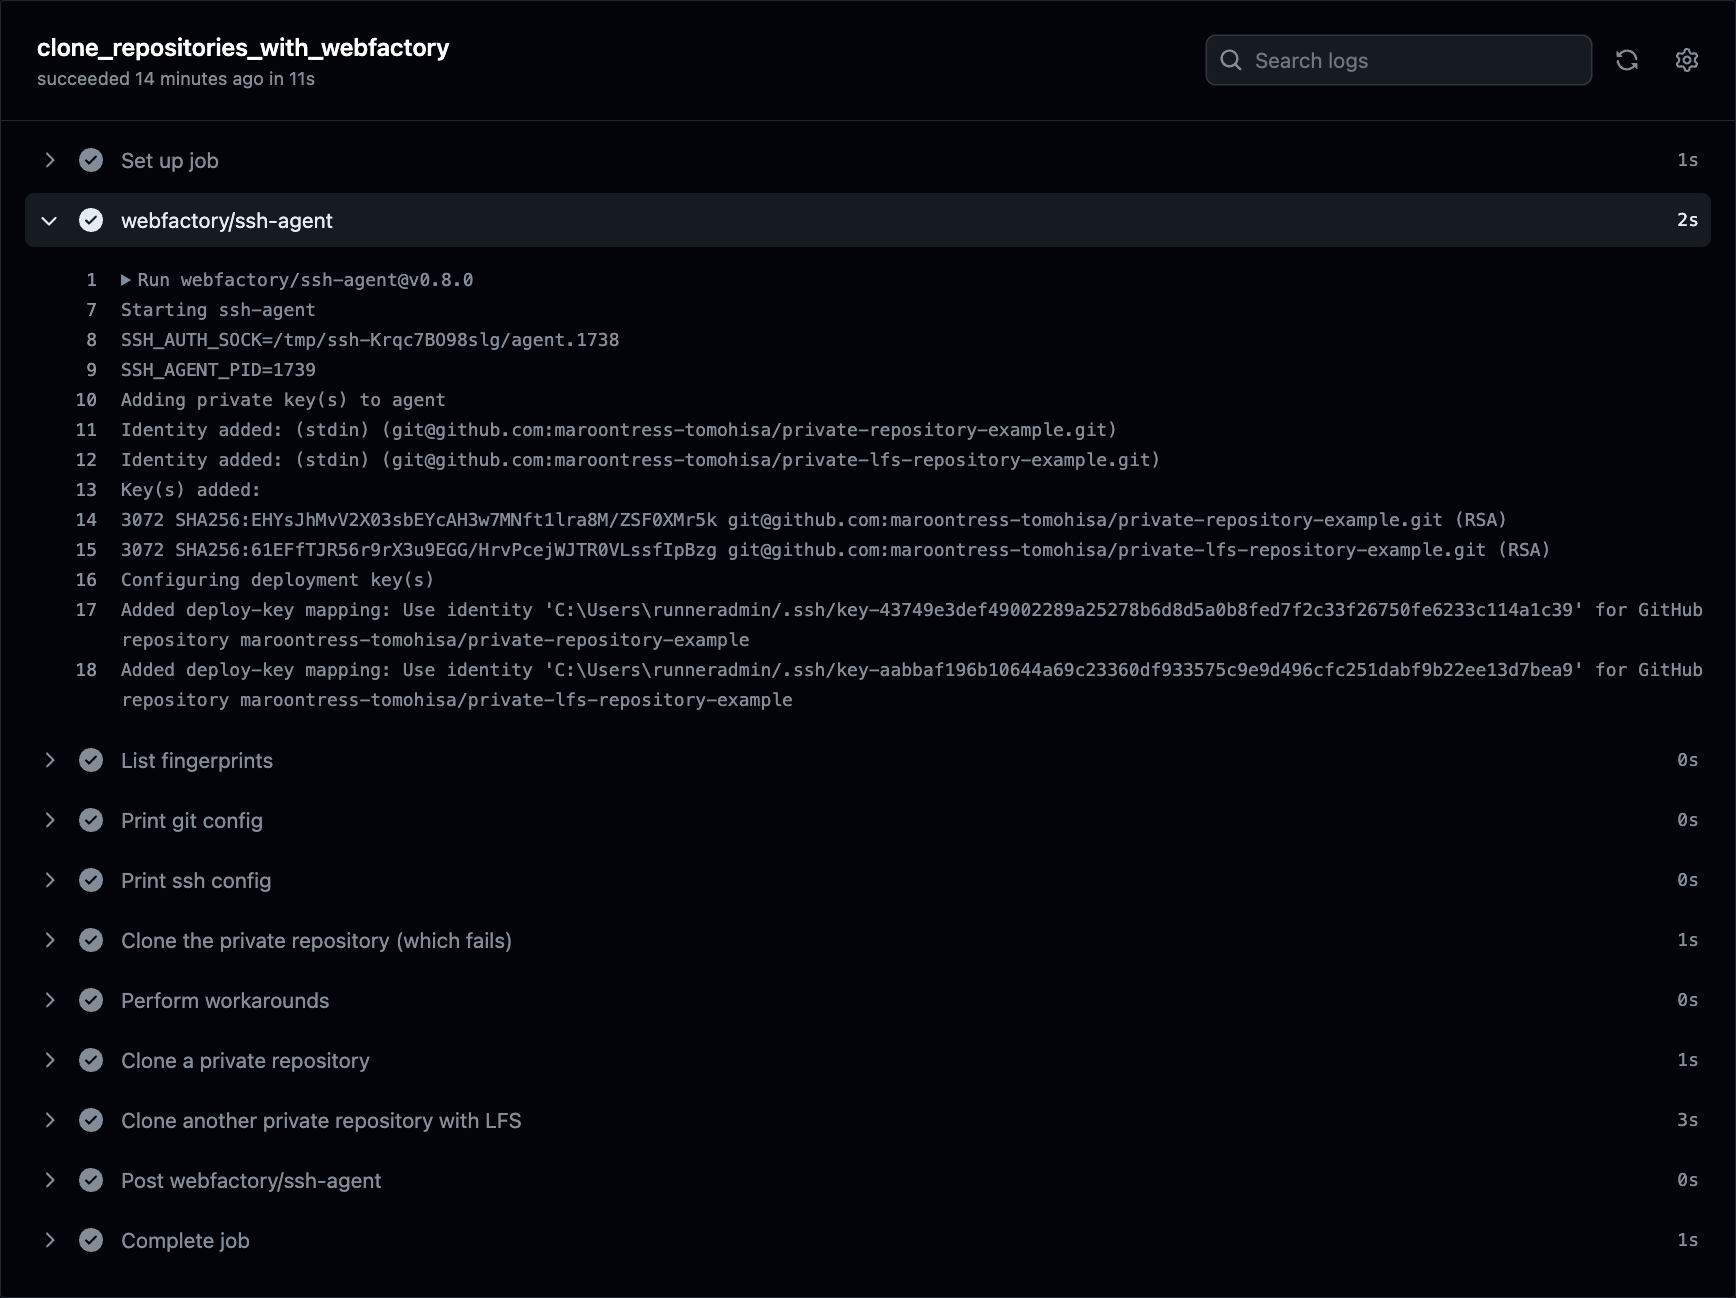 clone_repositories_with_webfactory
succeeded 14 minutes ago in 11s
Search logs
Set up job 1s
webfactory/ssh-agent 2s
1 Run webfactory/ssh-agent@v0.8.0
7 Starting ssh-agent
8 SSH_AUTH_SOCK=/tmp/ssh-Krqc7BO98slg/agent.1738
9 SSH_AGENT_PID=1739
10 Adding private key(s) to agent
11 Identity added: (stdin) (git@github.com:maroontress-tomohisa/private-repository-example.git)
12 Identity added: (stdin) (git@github.com:maroontress-tomohisa/private-lfs-repository-example.git)
13 Key(s) added:
14 3072 SHA256:EHYsJhMvV2X03sbEYcAH3w7MNft1lra8M/ZSF0XMr5k git@github.com:maroontress-tomohisa/private-repository-example.git (RSA)
15 3072 SHA256:61EFfTJR56r9rX3u9EGG/HrvPcejWJTR0VLssfIpBzg git@github.com:maroontress-tomohisa/private-lfs-repository-example.git (RSA)
16 Configuring deployment key(s)
17 Added deploy-key mapping: Use identity 'C:\Users\runneradmin/.ssh/key-43749e3def49002289a25278b6d8d5a0b8fed7f2c33f26750fe6233c114a1c39' for GitHub
repository maroontress-tomohisa/private-repository-example
18 Added deploy-key mapping: Use identity 'C:\Users\runneradmin/.ssh/key-aabbaf196b10644a69c23360df933575c9e9d496cfc251dabf9b22ee13d7bea9' for GitHub
repository maroontress-tomohisa/private-lfs-repository-example
List fingerprints 0s
Print git config 0s
Print ssh config 0s
Clone the private repository (which fails) 1s
Perform workarounds 0s
Clone a private repository 1s
Clone another private repository with LFS 3s
Post webfactory/ssh-agent 0s
Complete job 1s